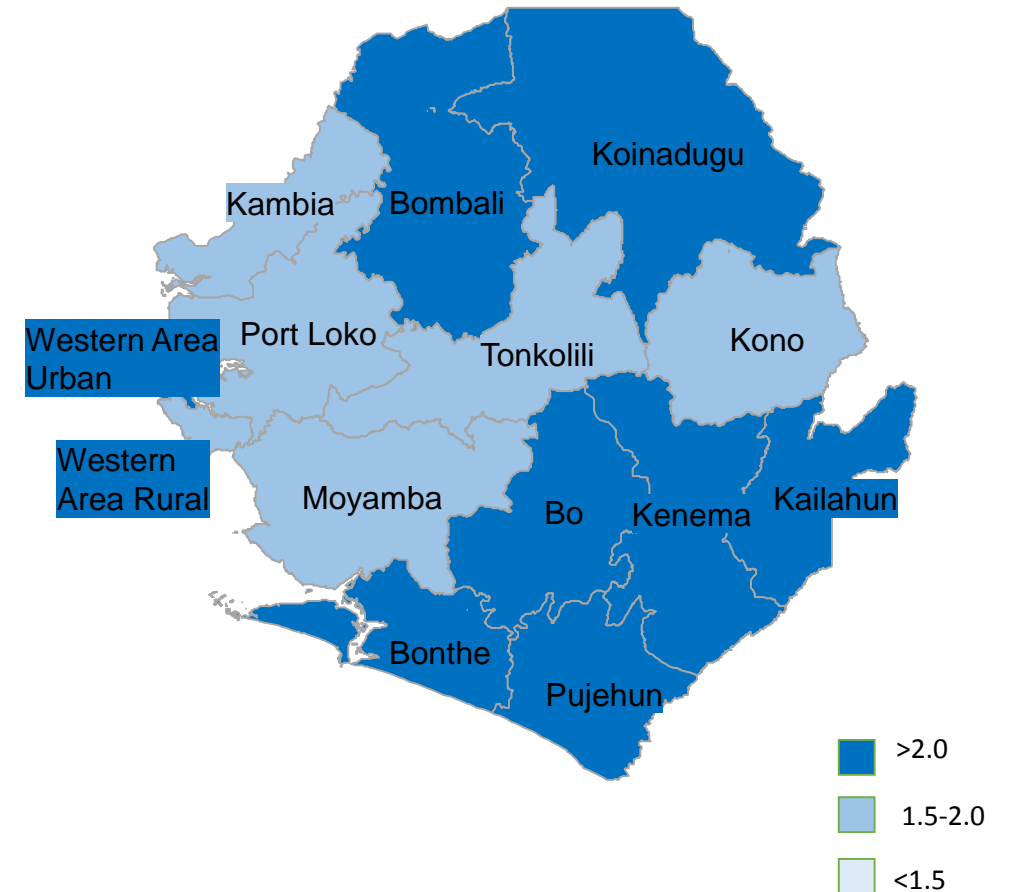 Koinadugu
Kambia
Bombali
Western Area
Urban
Port Loko
Tonkolili
Kono
Western
Area Rural
Moyamba
Bo
Kenema
Kailahun
Bonthe
Pujehun
>2.0
1.5-2.0
<1.5